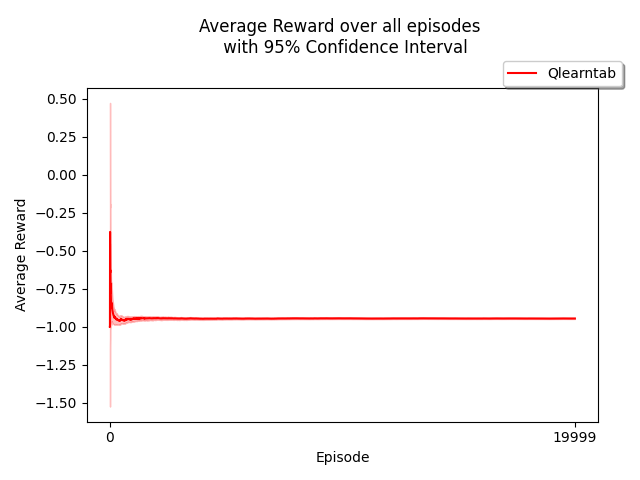 Average Reward over all episodes
with 95% Confidence Interval
Qlearntab
0.50
0.25
0.00
−0.25
−0.50
−0.75
−1.00
−1.25
−1.50
Average Reward
0
19999
Episode